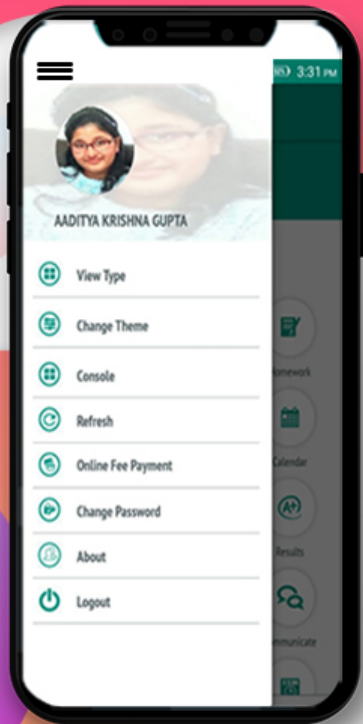 3:31 PM
AADITYA KRISHNA GUPTA
View Type
Change Theme
Console
Refresh
Online Fee Payment
Change Password
About
Logout
Homework
Calendar
A+
Results